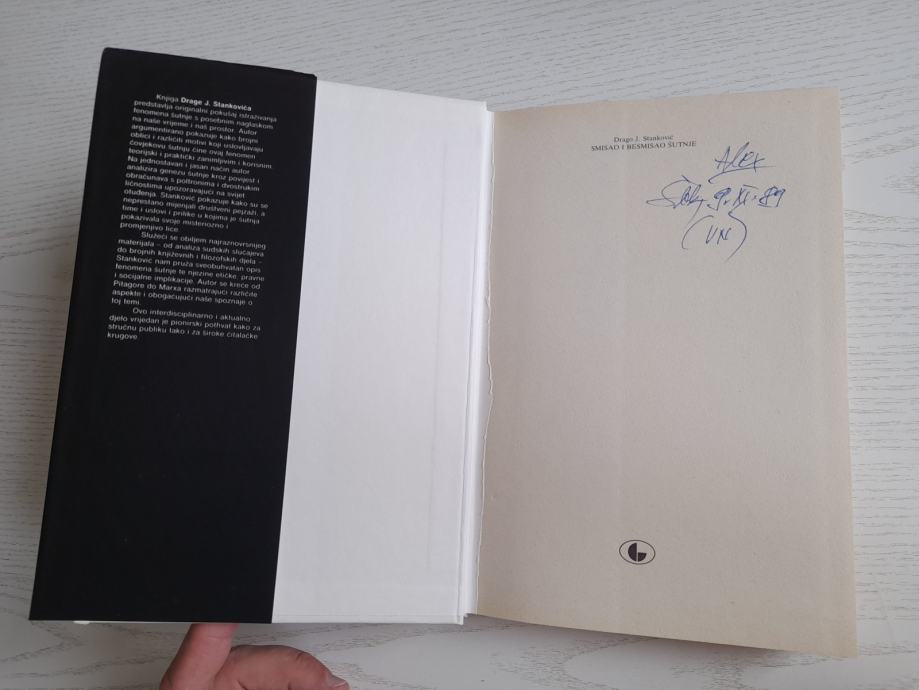 Knjiga Drage J. Stankovića
predstavlja originalni pokušaj istraživanja
fenomena šutnje s posebnim naglaskom
na naše vrijeme i naš prostor. Autor
argumentirano pokazuje kako brojni
oblici i različiti motivi koji uslovljavaju
čovjekovu šutnju čine ovaj fenomen
teorijski i praktički zanimljivim i korisnim.
Na jednostavan i jasan način autor
analizira genezu šutnje kroz povijest i
obračunava s poltronima i dvostrukim
ličnostima upozoravajući na svijet
otuđenja. Stanković pokazuje kako su se
neprestano mijenjali društveni pejzaži, a
time i uslovi i prilike u kojima je šutnja
pokazivala svoje misteriozno i
promjenjivo lice.
Služeći se obiljem najraznovrsnijeg
materijala – od analiza sudskih slučajeva
do brojnih književnih i filozofskih djela –
Stanković nam pruža sveobuhvatan opis
fenomena šutnje te njezine etičke, pravne
i socijalne implikacije. Autor se kreće od
Pitagore do Marxa razmatrajući različite
aspekte i obogaćujući naše spoznaje o
toj temi.
Ovo interdisciplinarno i aktualno
djelo vrijedan je pionirski pothvat kako za
stručnu publiku tako i za široke čitalačke
krugove.
Drago J. Stanković
SMISAO I BESMISAO ŠUTNJE
Alex
9. XI. 89
(VN)